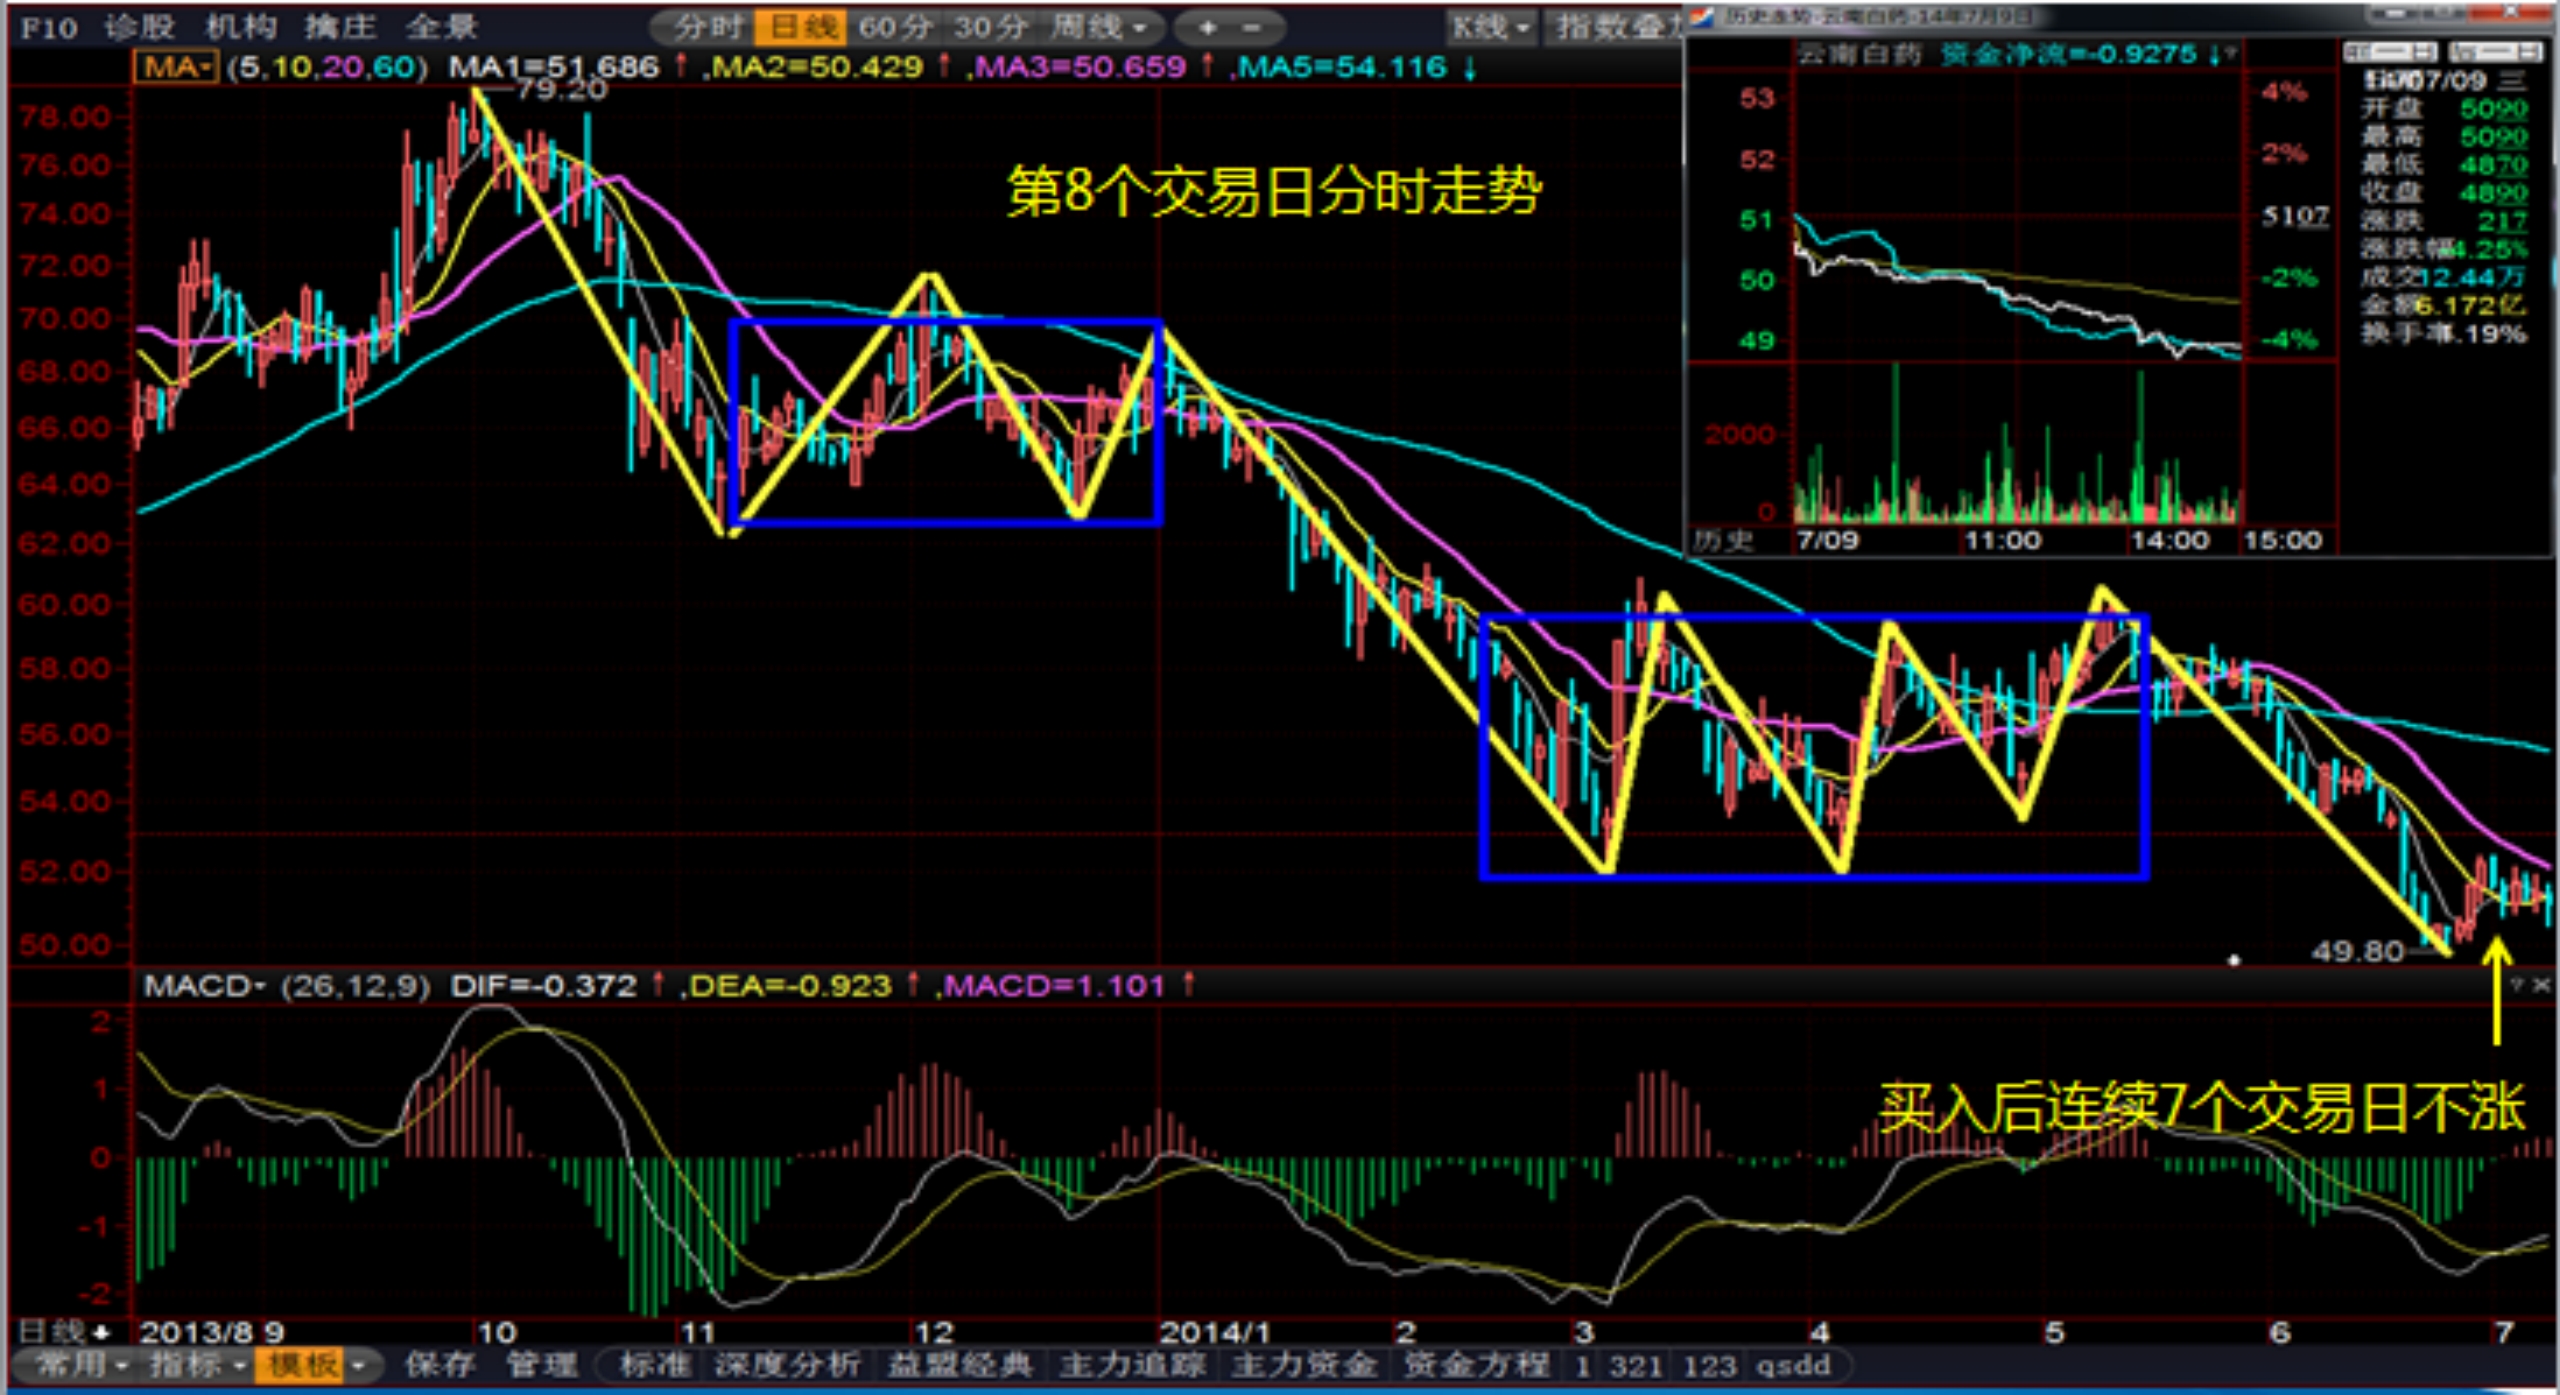 F10 诊股 机构 擒庄 全景 分时 日线 60分 30分 周线 + - K线 指数叠加
MA (5,10,20,60) MA1=51.686 ↑ ,MA2=50.429 ↑ ,MA3=50.659 ↑ ,MA5=54.116 ↓
79.20
78.00
76.00
74.00
72.00
70.00
68.00
66.00
64.00
62.00
60.00
58.00
56.00
54.00
52.00
50.00
第8个交易日分时走势
历史走势-云南白药-14年7月9日
云南白药 资金净流=-0.9275 ↓ ?
53
52
51
50
49
2000
0
4%
2%
5107
-2%
-4%
历史 7/09 11:00 14:00 15:00
07/09 三
开盘 5090
最高 5090
最低 4870
收盘 4890
涨跌 217
涨跌幅 4.25%
成交 12.44万
金额 6.172亿
换手率 .19%
49.80
MACD (26,12,9) DIF=-0.372 ↑ ,DEA=-0.923 ↑ ,MACD=1.101 ↑ ? ×
买入后连续7个交易日不涨
2
1
0
-1
-2
日线 2013/8 9 10 11 12 2014/1 2 3 4 5 6 7
常用 指标 模板 保存 管理 标准 深度分析 益盟经典 主力追踪 主力资金 资金方程 1 321 123 qsdd